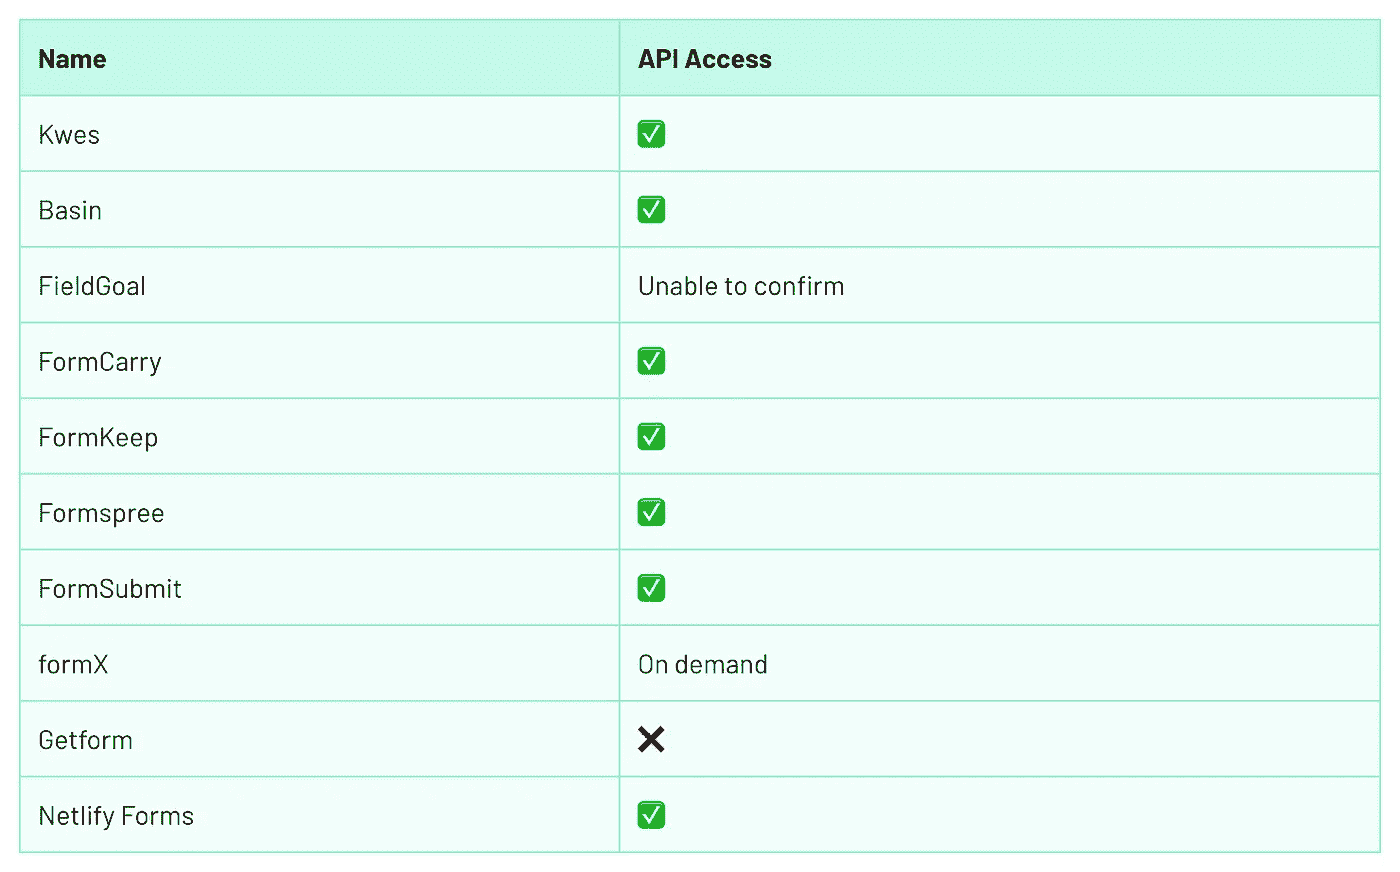 Name API Access
Kwes ✅
Basin ✅
FieldGoal Unable to confirm
FormCarry ✅
FormKeep ✅
Formspree ✅
FormSubmit ✅
formX On demand
Getform ❌
Netlify Forms ✅